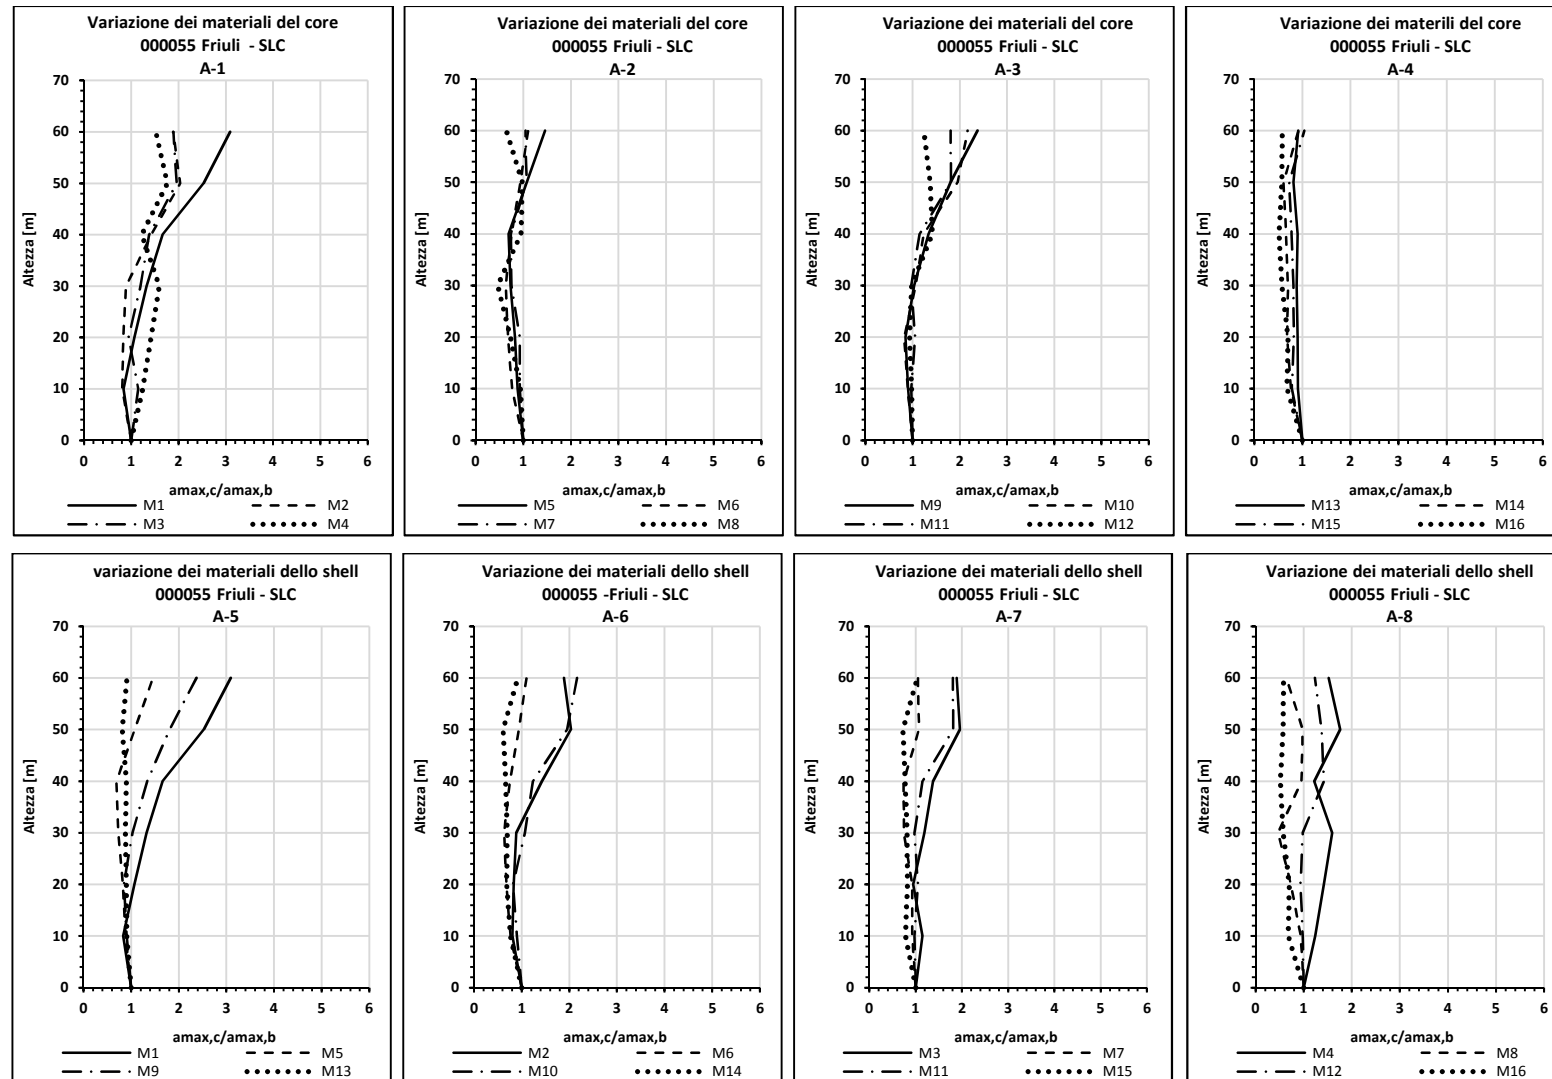 Variazione dei materiali del core
000055 Friuli - SLC
A-1
70
60
50
40
30
20
10
0
Altezza [m]
0 1 2 3 4 5 6
amax,c/amax,b
M1 M2
M3 M4
Variazione dei materiali del core
000055 Friuli - SLC
A-2
70
60
50
40
30
20
10
0
Altezza [m]
0 1 2 3 4 5 6
amax,c/amax,b
M5 M6
M7 M8
Variazione dei materiali del core
000055 Friuli - SLC
A-3
70
60
50
40
30
20
10
0
Altezza [m]
0 1 2 3 4 5 6
amax,c/amax,b
M9 M10
M11 M12
Variazione dei materili del core
000055 Friuli - SLC
A-4
70
60
50
40
30
20
10
0
Altezza [m]
0 1 2 3 4 5 6
amax,c/amax,b
M13 M14
M15 M16
variazione dei materiali dello shell
000055 Friuli - SLC
A-5
70
60
50
40
30
20
10
0
Altezza [m]
0 1 2 3 4 5 6
amax,c/amax,b
M1 M5
M9 M13
Variazione dei materiali dello shell
000055 -Friuli - SLC
A-6
70
60
50
40
30
20
10
0
Altezza [m]
0 1 2 3 4 5 6
amax,c/amax,b
M2 M6
M10 M14
Variazione dei materiali dello shell
000055 Friuli - SLC
A-7
70
60
50
40
30
20
10
0
Altezza [m]
0 1 2 3 4 5 6
amax,c/amax,b
M3 M7
M11 M15
Variazione dei materiali dello shell
000055 Friuli - SLC
A-8
70
60
50
40
30
20
10
0
Altezza [m]
0 1 2 3 4 5 6
amax,c/amax,b
M4 M8
M12 M16